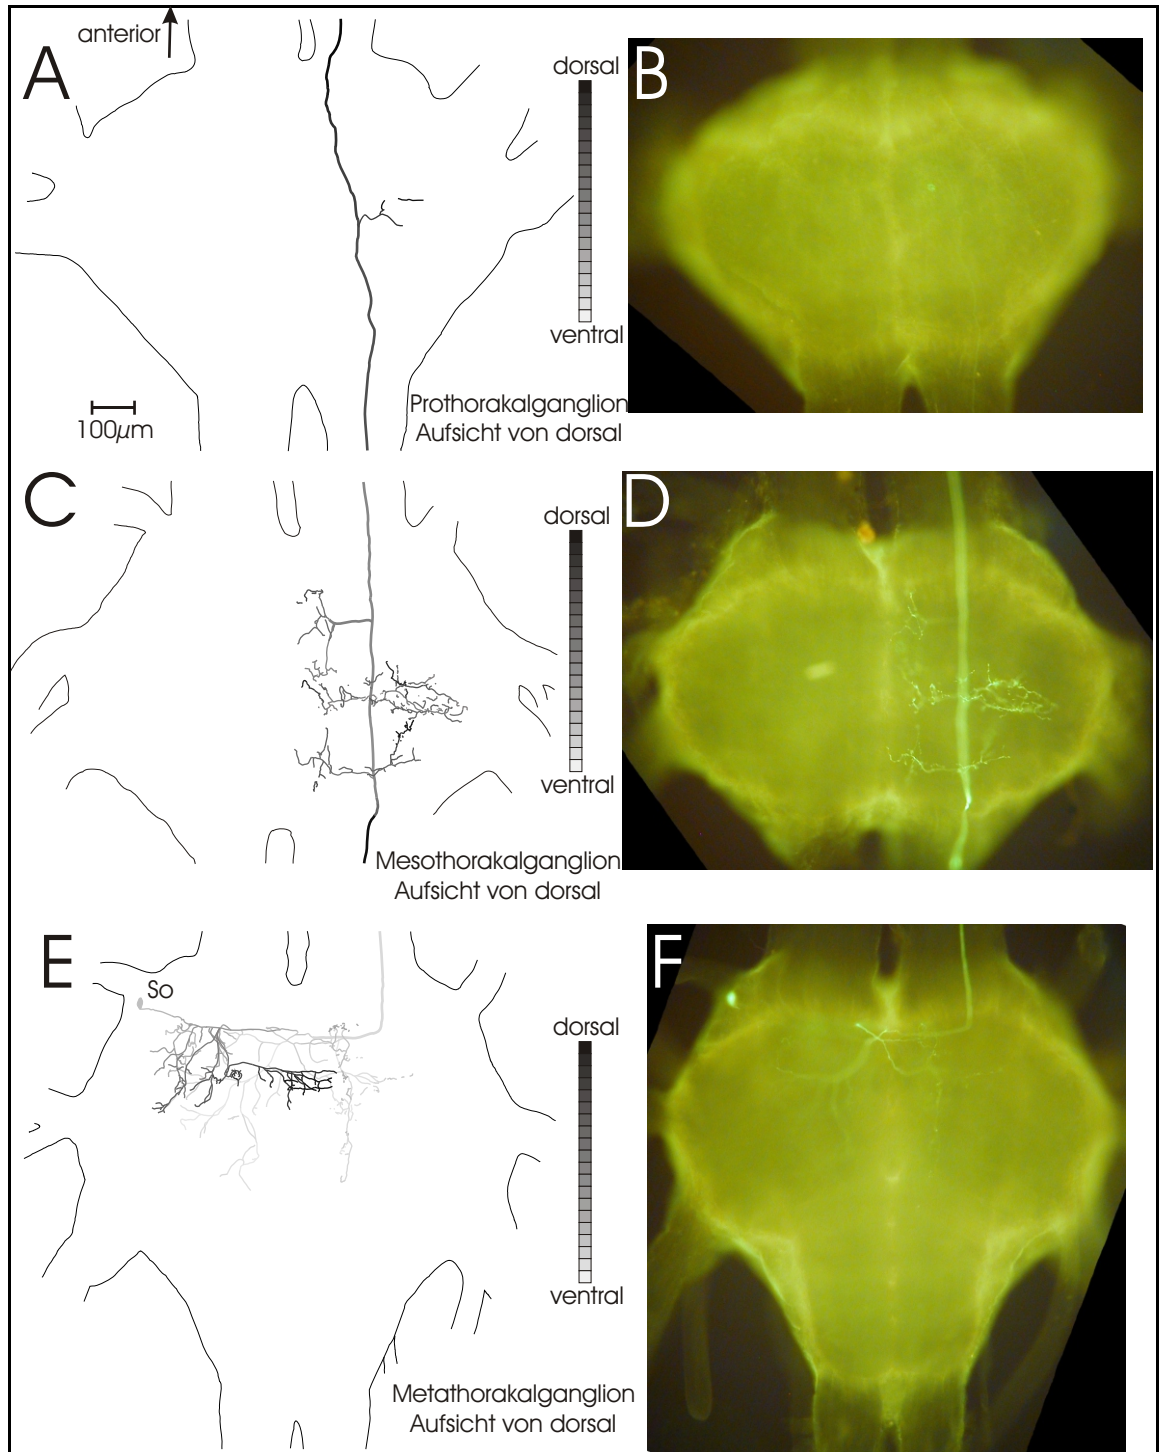 anterior
A
dorsal
ventral
100µm
Prothorakalganglion
Aufsicht von dorsal
B
C
dorsal
ventral
Mesothorakalganglion
Aufsicht von dorsal
D
E
So
dorsal
ventral
Metathorakalganglion
Aufsicht von dorsal
F